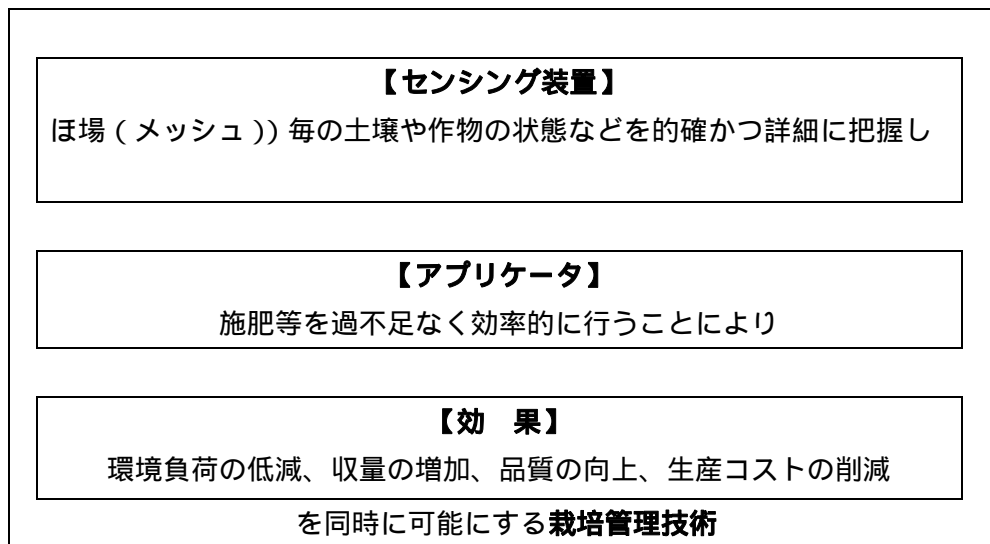 【センシング装置】
ほ場(メッシュ))毎の土壌や作物の状態などを的確かつ詳細に把握し
【アプリケータ】
施肥等を過不足なく効率的に行うことにより
【効　果】
環境負荷の低減、収量の増加、品質の向上、生産コストの削減
を同時に可能にする栽培管理技術